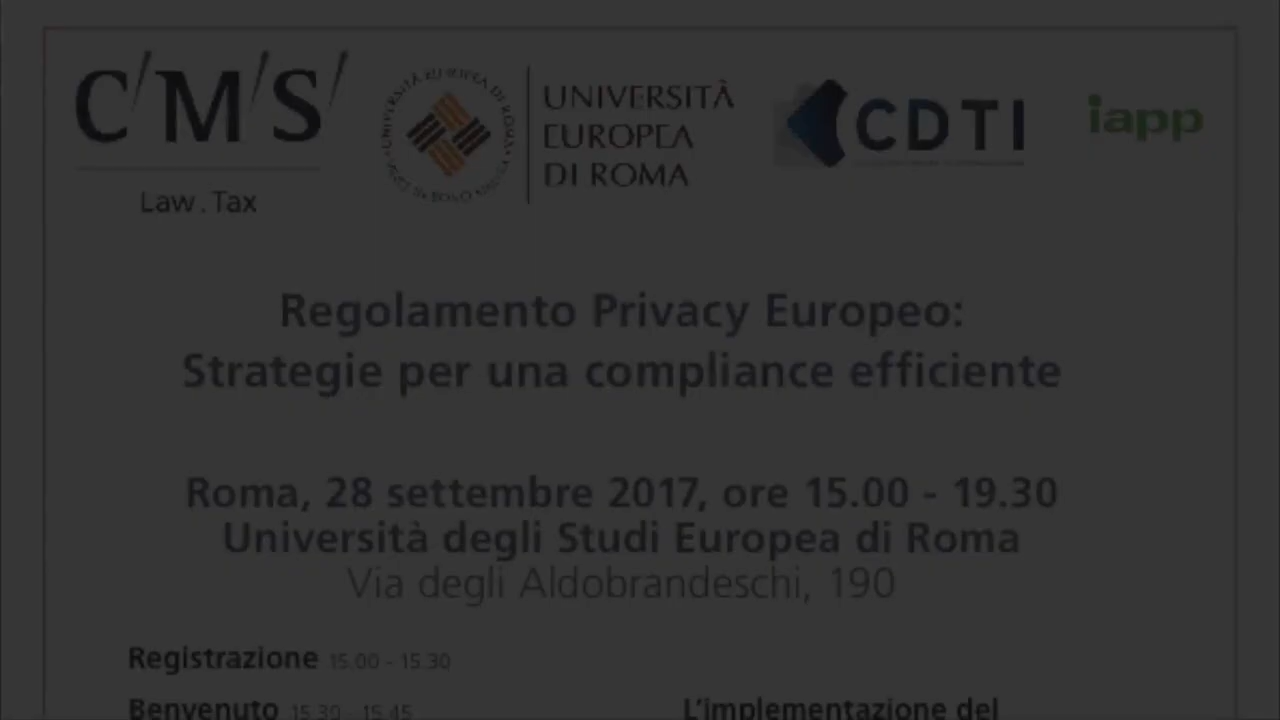 C/M/S/
Law.Tax
UNIVERSITÀ
EUROPEA
DI ROMA
CDTI
iapp
Regolamento Privacy Europeo:
Strategie per una compliance efficiente
Roma, 28 settembre 2017, ore 15.00 - 19.30
Università degli Studi Europea di Roma
Via degli Aldobrandeschi, 190
Registrazione 15.00 - 15.30
Benvenuto 15.30 - 15.45
L'implementazione del